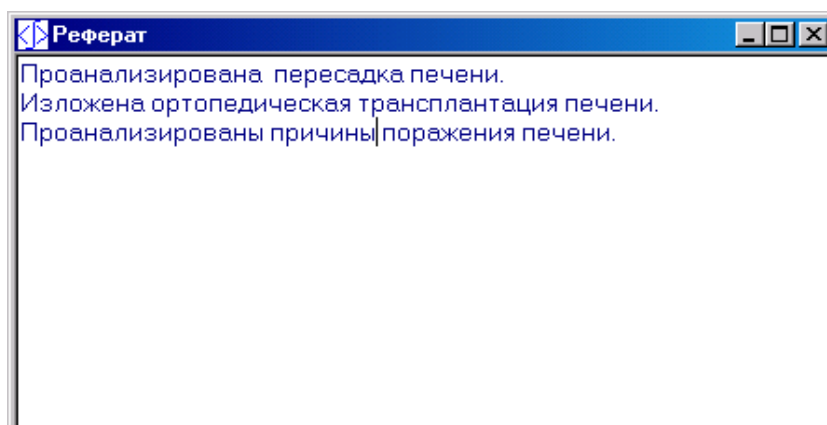 Реферат
Проанализирована пересадка печени.
Изложена ортопедическая трансплантация печени.
Проанализированы причины поражения печени.